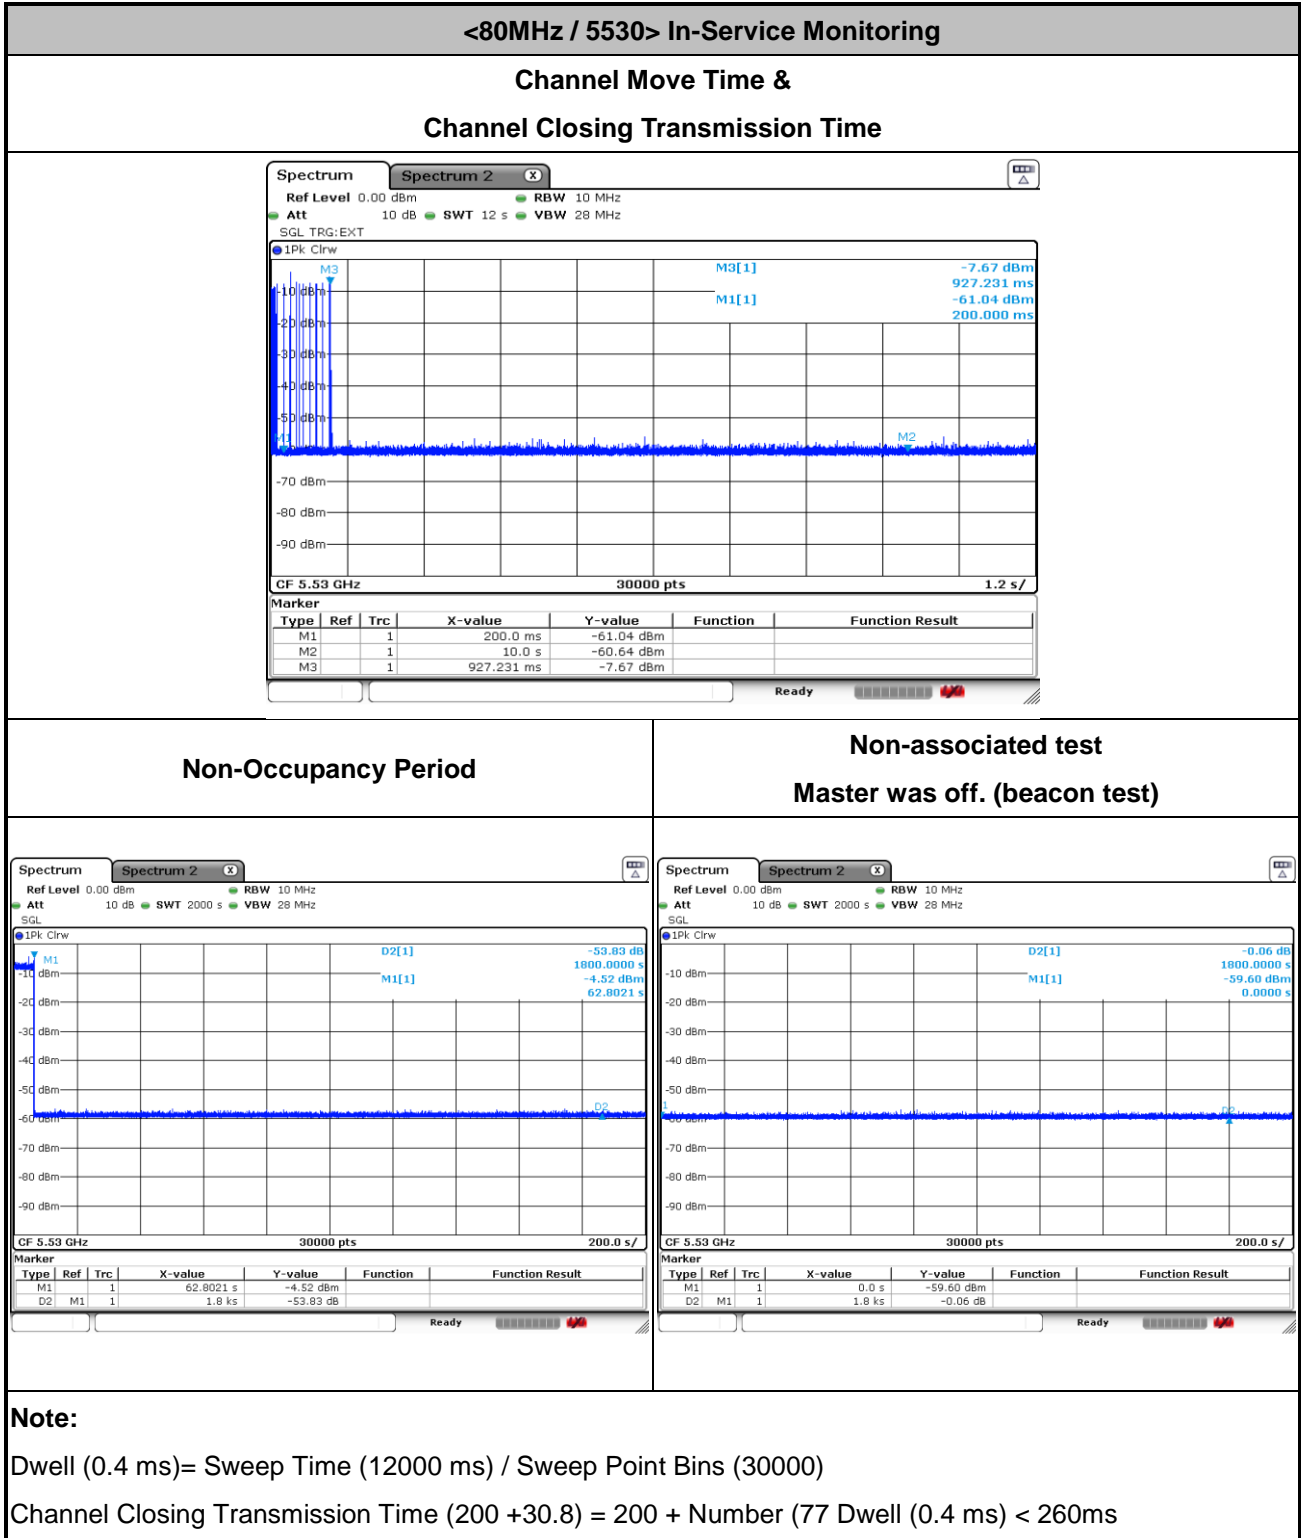 <80MHz / 5530> In-Service Monitoring
Channel Move Time &
Channel Closing Transmission Time
Spectrum Spectrum 2 X
Ref Level 0.00 dBm RBW 10 MHz
Att 10 dB SWT 12 s VBW 28 MHz
SGL TRG:EXT
1Pk Clrw
M3 M3[1] -7.67 dBm
927.231 ms
-10 dBm M1[1] -61.04 dBm
-20 dBm 200.000 ms
-30 dBm
-40 dBm
-50 dBm
M1 M2
-70 dBm
-80 dBm
-90 dBm
CF 5.53 GHz 30000 pts 1.2 s/
Marker
Type Ref Trc X-value Y-value Function Function Result
M1 1 200.0 ms -61.04 dBm
M2 1 10.0 s -60.64 dBm
M3 1 927.231 ms -7.67 dBm
Ready
Non-Occupancy Period
Non-associated test
Master was off. (beacon test)
Spectrum Spectrum 2 X
Ref Level 0.00 dBm RBW 10 MHz
Att 10 dB SWT 2000 s VBW 28 MHz
SGL
1Pk Clrw
M1 D2[1] -53.83 dB
1800.0000 s
-10 dBm M1[1] -4.52 dBm
62.8021 s
-20 dBm
-30 dBm
-40 dBm
-50 dBm
D2
-60 dBm
-70 dBm
-80 dBm
-90 dBm
CF 5.53 GHz 30000 pts 200.0 s/
Marker
Type Ref Trc X-value Y-value Function Function Result
M1 1 62.8021 s -4.52 dBm
D2 M1 1 1.8 ks -53.83 dB
Ready
Spectrum Spectrum 2 X
Ref Level 0.00 dBm RBW 10 MHz
Att 10 dB SWT 2000 s VBW 28 MHz
SGL
1Pk Clrw
D2[1] -0.06 dB
1800.0000 s
-10 dBm M1[1] -59.60 dBm
0.0000 s
-20 dBm
-30 dBm
-40 dBm
-50 dBm
1 D2
-60 dBm
-70 dBm
-80 dBm
-90 dBm
CF 5.53 GHz 30000 pts 200.0 s/
Marker
Type Ref Trc X-value Y-value Function Function Result
M1 1 0.0 s -59.60 dBm
D2 M1 1 1.8 ks -0.06 dB
Ready
Note:
Dwell (0.4 ms)= Sweep Time (12000 ms) / Sweep Point Bins (30000)
Channel Closing Transmission Time (200 +30.8) = 200 + Number (77 Dwell (0.4 ms) < 260ms